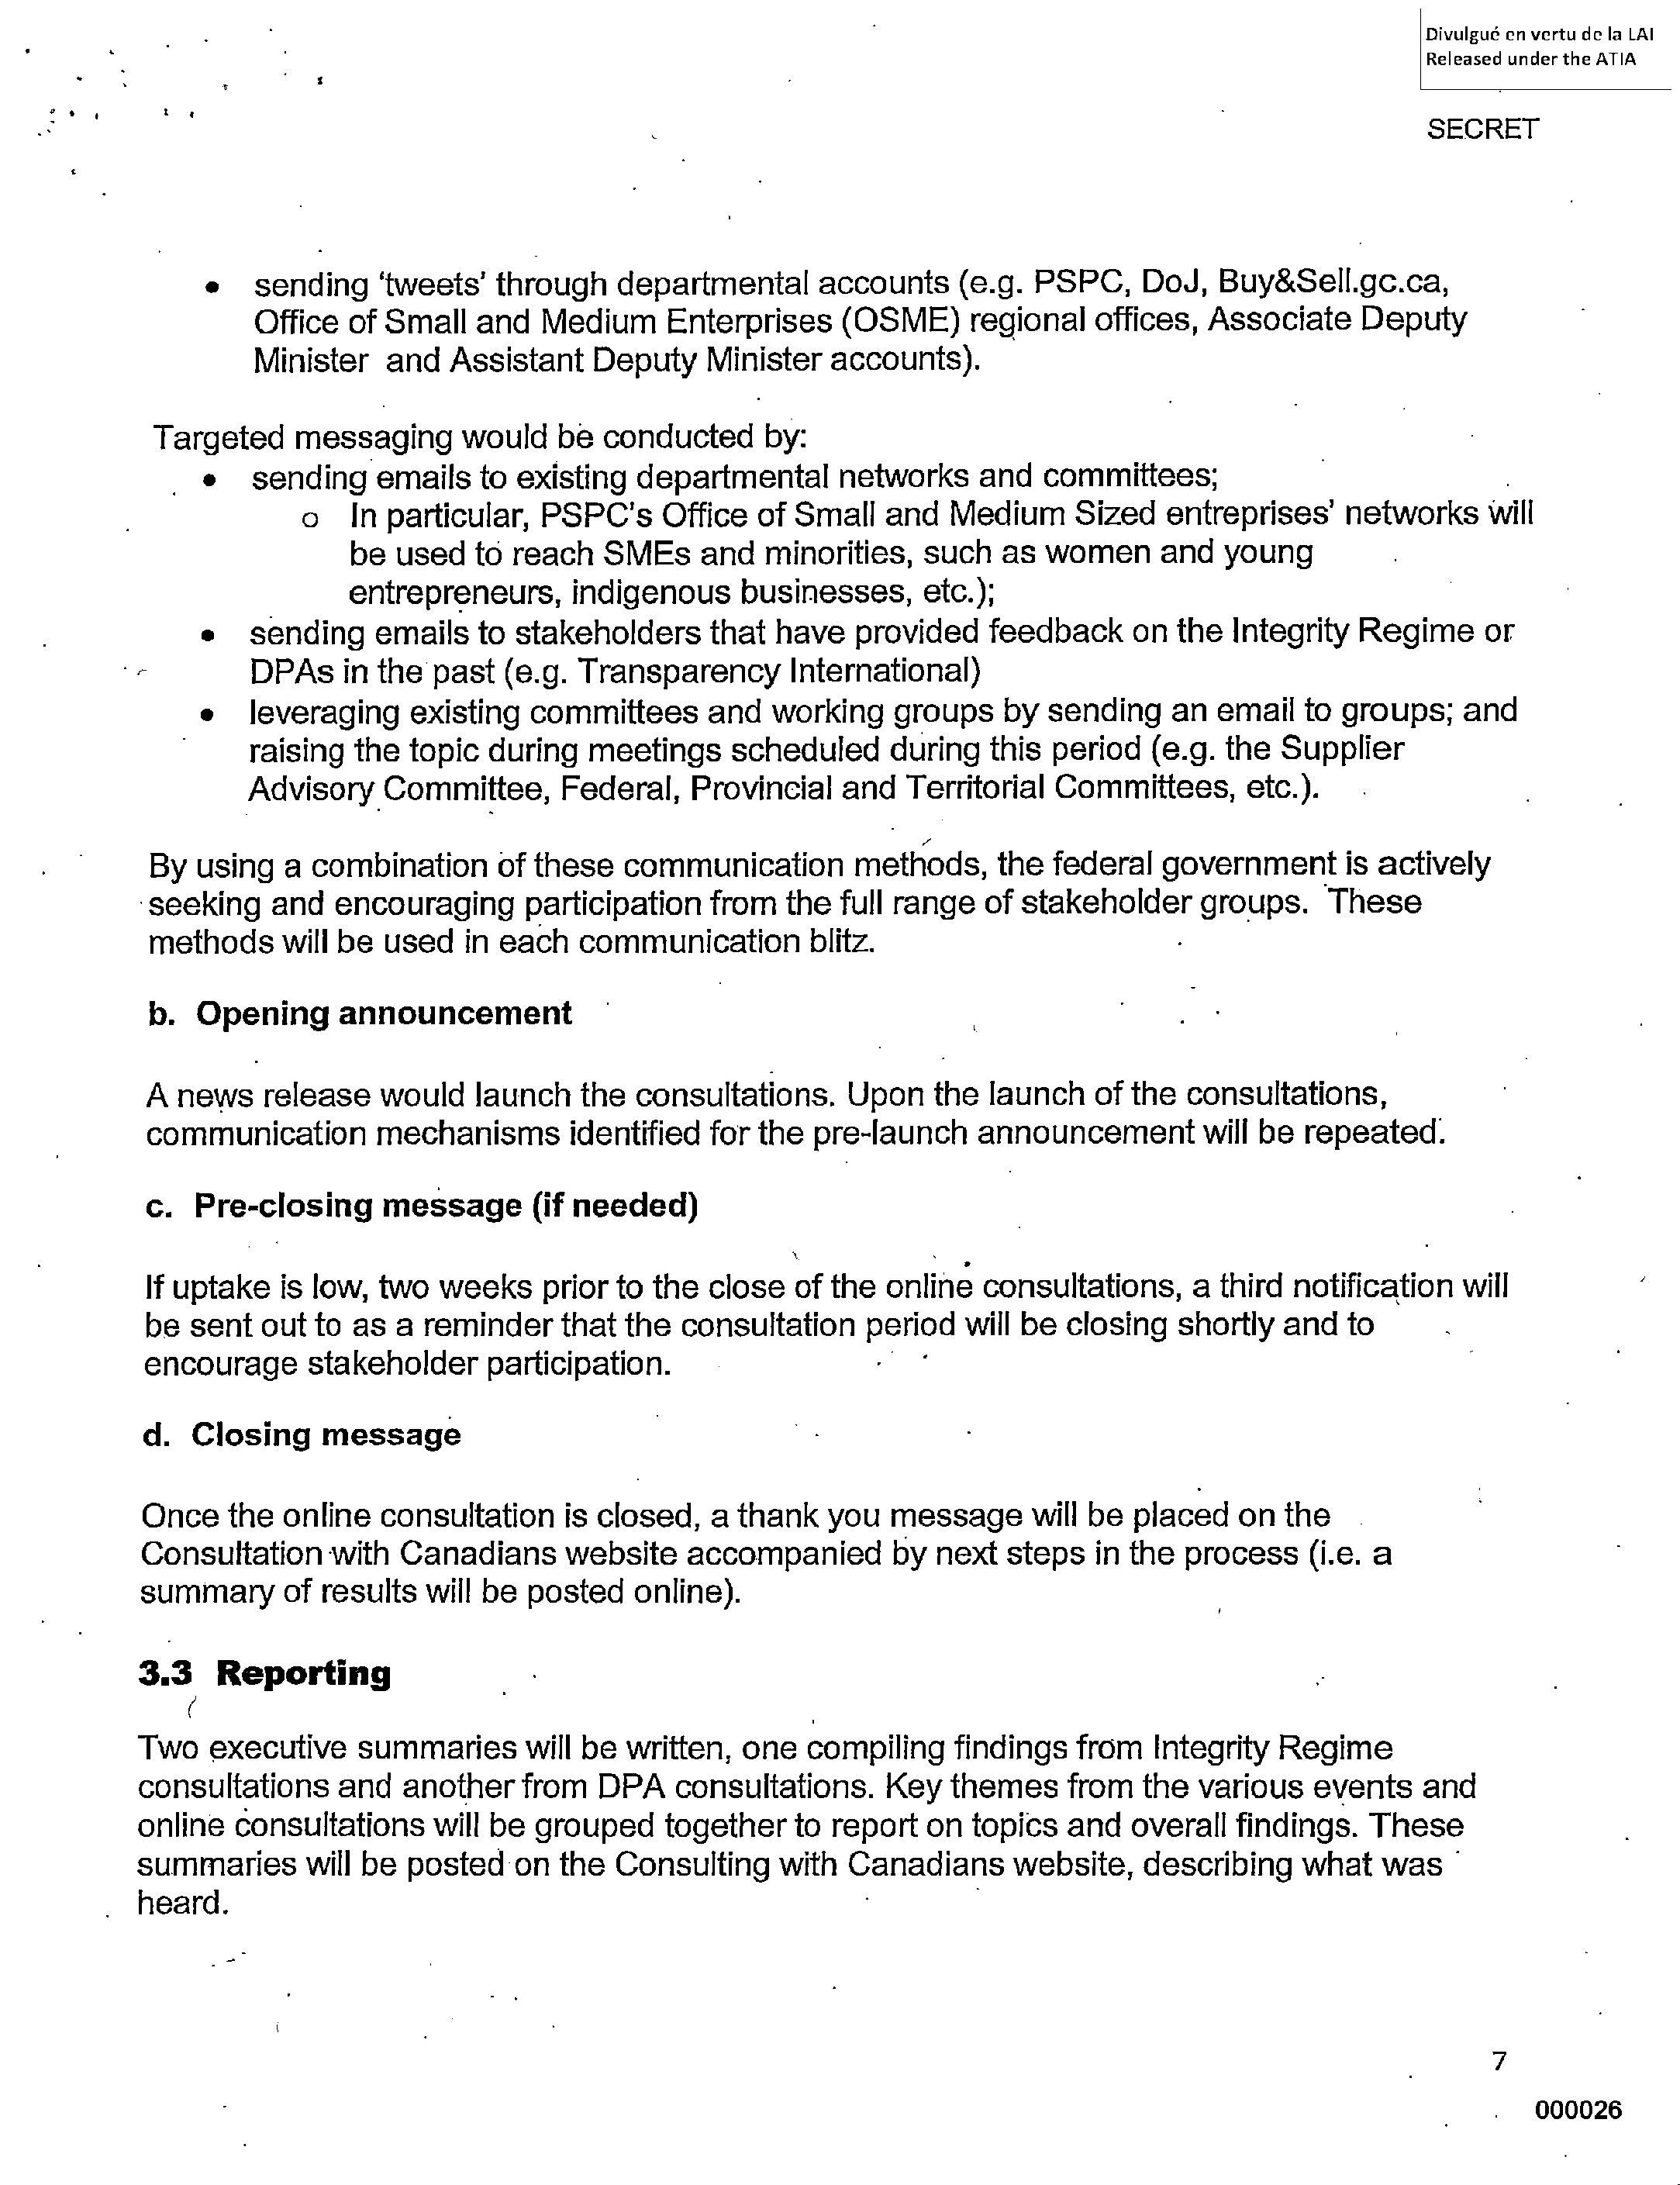 Divulgué en vertu de la LAI
Released under the ATIA
SECRET
• sending 'tweets' through departmental accounts (e.g. PSPC, DoJ, Buy&Sell.gc.ca,
Office of Small and Medium Enterprises (OSME) regional offices, Associate Deputy
Minister and Assistant Deputy Minister accounts).
Targeted messaging would be conducted by:
• sending emails to existing departmental networks and committees;
o In particular, PSPC's Office of Small and Medium Sized entreprises' networks will
be used to reach SMEs and minorities, such as women and young
entrepreneurs, indigenous businesses, etc.);
• sending emails to stakeholders that have provided feedback on the Integrity Regime or
DPAs in the past (e.g. Transparency International)
• leveraging existing committees and working groups by sending an email to groups; and
raising the topic during meetings scheduled during this period (e.g. the Supplier
Advisory Committee, Federal, Provincial and Territorial Committees, etc.).
By using a combination of these communication methods, the federal government is actively
seeking and encouraging participation from the full range of stakeholder groups. These
methods will be used in each communication blitz.
b. Opening announcement
A news release would launch the consultations. Upon the launch of the consultations,
communication mechanisms identified for the pre-launch announcement will be repeated.
c. Pre-closing message (if needed)
If uptake is low, two weeks prior to the close of the online consultations, a third notification will
be sent out to as a reminder that the consultation period will be closing shortly and to
encourage stakeholder participation.
d. Closing message
Once the online consultation is closed, a thank you message will be placed on the
Consultation with Canadians website accompanied by next steps in the process (i.e. a
summary of results will be posted online).
3.3 Reporting
Two executive summaries will be written, one compiling findings from Integrity Regime
consultations and another from DPA consultations. Key themes from the various events and
online consultations will be grouped together to report on topics and overall findings. These
summaries will be posted on the Consulting with Canadians website, describing what was
heard.
7
000026